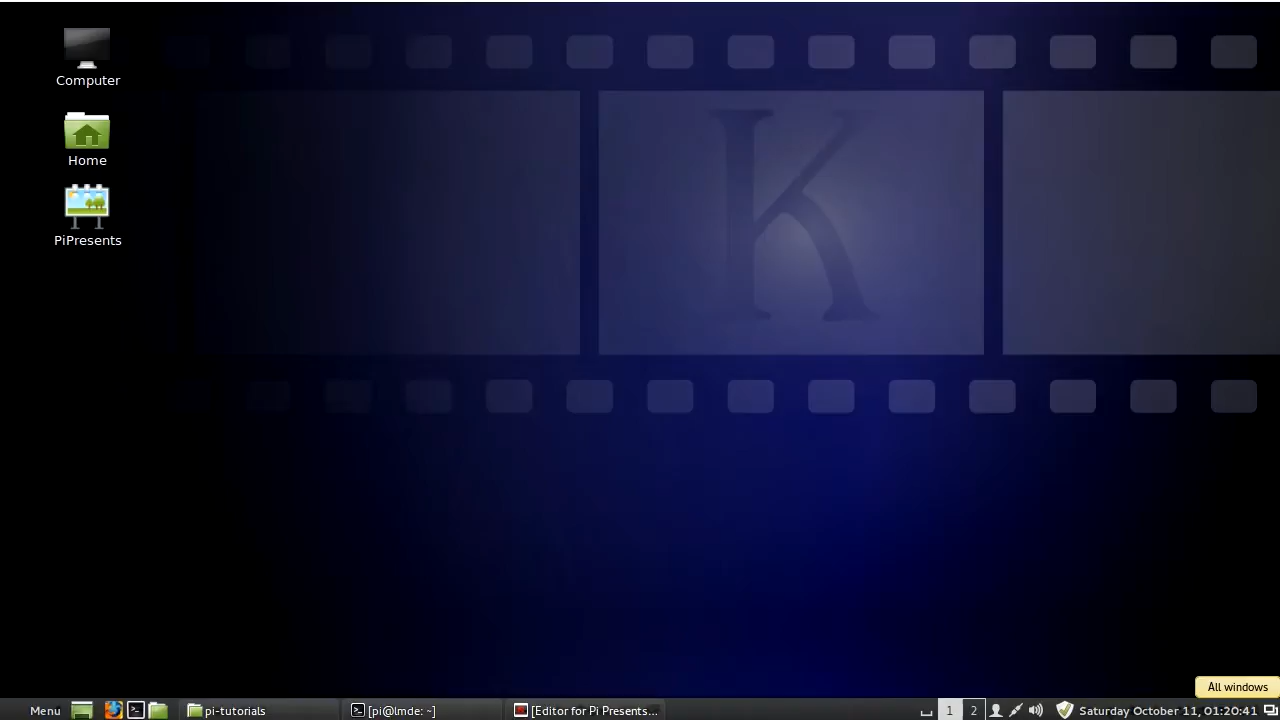 Computer
Home
PiPresents
K
All windows
Menu
pi-tutorials
[pi@lmde: ~]
[Editor for Pi Presents...
1
2
Saturday October 11, 01:20:41